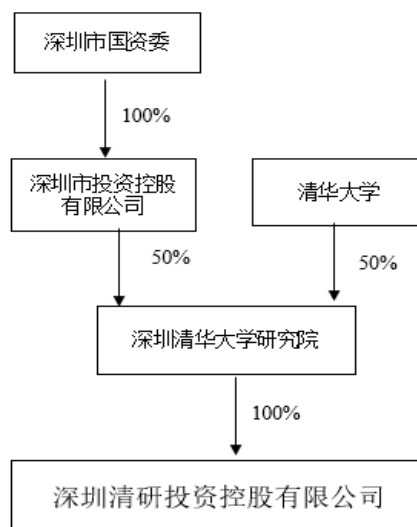 深圳市国资委
100%
深圳市投资控股
有限公司
清华大学
50%
50%
深圳清华大学研究院
100%
深圳清研投资控股有限公司